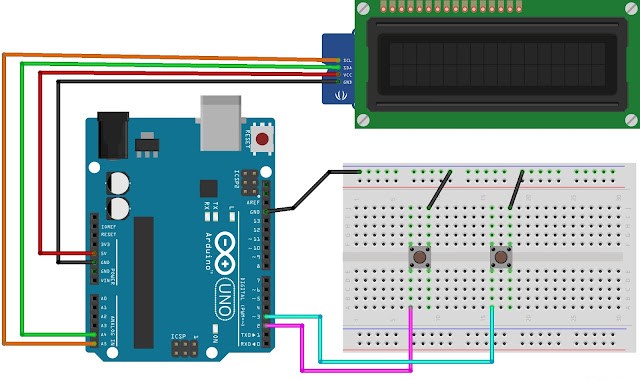 SCL
SDA
VCC
GND
RESET
ICSP2
AREF
GND
13
12
~11
~10
~9
8
L
TX
RX
Arduino
UNO
IOREF
RESET
3V3
5V
GND
GND
VIN
POWER
7
~6
~5
4
~3
2
TXD▶1
RXD◀0
DIGITAL (PWM~)
A0
A1
A2
A3
A4
A5
ANALOG IN
ICSP
ON